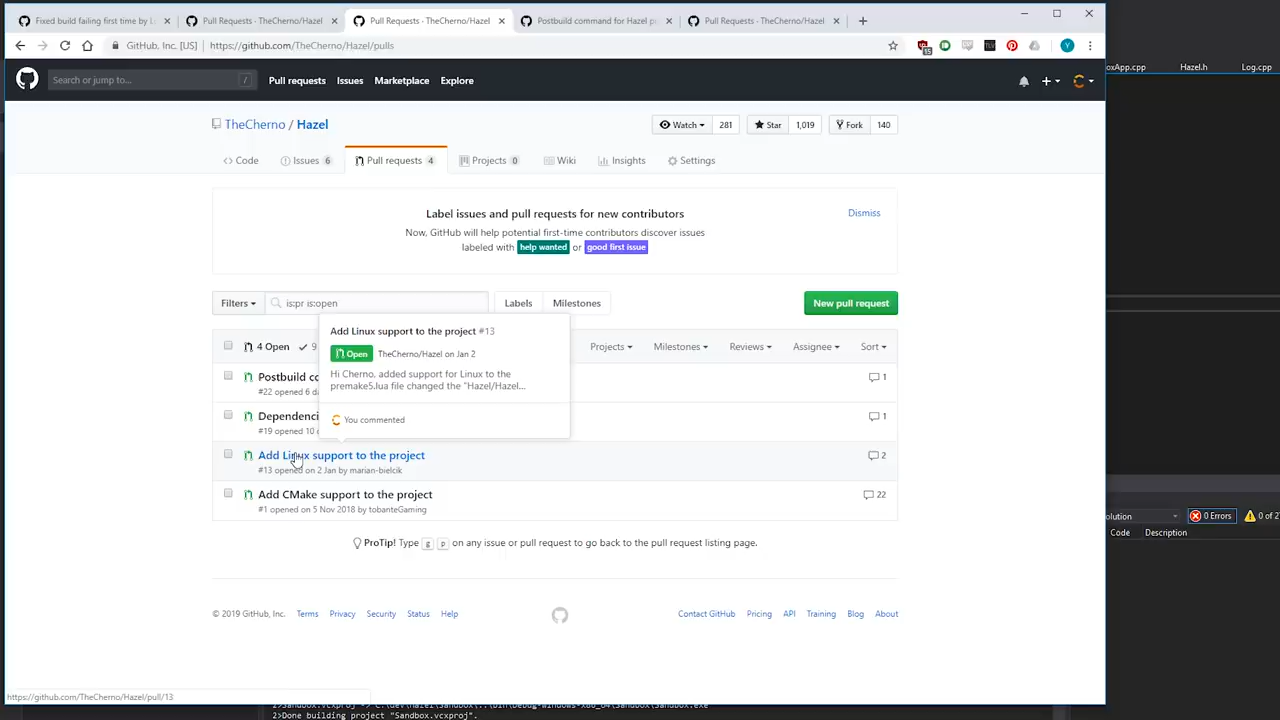 Fixed build failing first time by L
Pull Requests · TheCherno/Hazel
Pull Requests · TheCherno/Hazel
Postbuild command for Hazel p
Pull Requests · TheCherno/Hazel
GitHub, Inc. [US]
https://github.com/TheCherno/Hazel/pulls
15
Y
oxApp.cpp
Hazel.h
Log.cpp
Search or jump to...
/
Pull requests
Issues
Marketplace
Explore
TheCherno / Hazel
Watch
281
Star
1,019
Fork
140
Code
Issues 6
Pull requests 4
Projects 0
Wiki
Insights
Settings
Label issues and pull requests for new contributors
Dismiss
Now, GitHub will help potential first-time contributors discover issues
labeled with help wanted or good first issue
Filters
is:pr is:open
Labels
Milestones
New pull request
Add Linux support to the project #13
Open TheCherno/Hazel on Jan 2
Hi Cherno, added support for Linux to the
premake5.lua file changed the "Hazel/Hazel...
You commented
4 Open
9
Projects
Milestones
Reviews
Assignee
Sort
Postbuild co
1
#22 opened 6 d
Dependenci
1
#19 opened 10
Add Linux support to the project
2
#13 opened on 2 Jan by marian-bielcik
Add CMake support to the project
22
#1 opened on 5 Nov 2018 by tobanteGaming
ProTip! Type g p on any issue or pull request to go back to the pull request listing page.
olution
0 Errors
0 of 2
Code
Description
© 2019 GitHub, Inc.
Terms
Privacy
Security
Status
Help
Contact GitHub
Pricing
API
Training
Blog
About
https://github.com/TheCherno/Hazel/pull/13
2>Done building project "Sandbox.vcxproj".